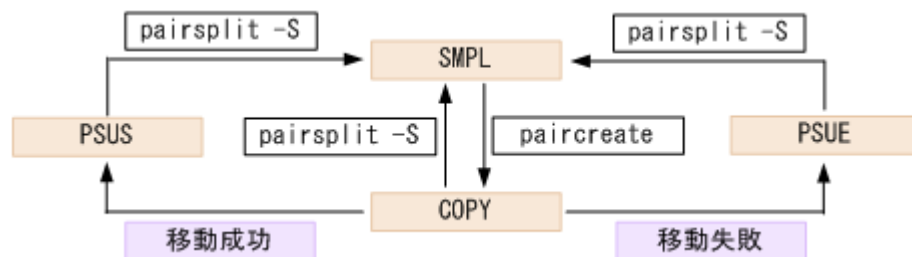 pairsplit -S
pairsplit -S
SMPL
PSUS
pairsplit -S
paircreate
PSUE
COPY
移動成功
移動失敗